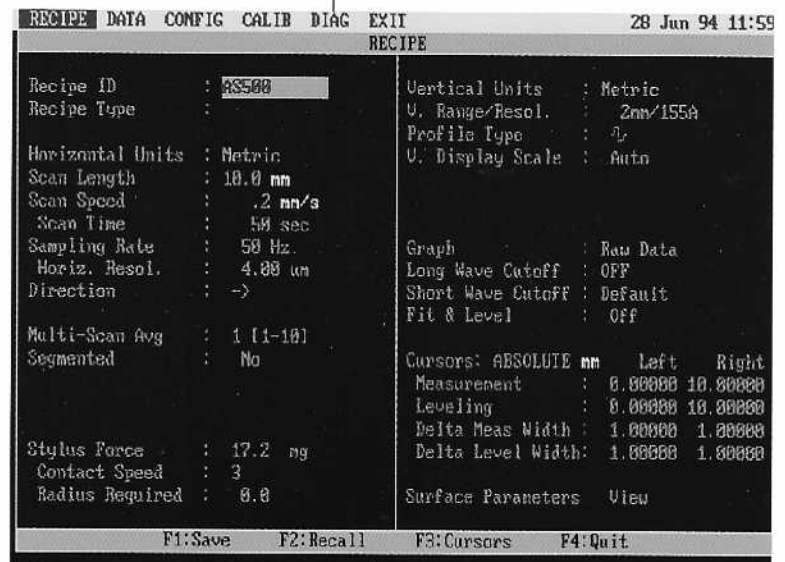 RECIPE DATA CONFIG CALIB DIAG EXIT 28 Jun 94 11:59
RECIPE
Recipe ID : AS500
Recipe Type :
Horizontal Units : Metric
Scan Length : 10.0 mm
Scan Speed : .2 mm/s
Scan Time : 50 sec
Sampling Rate : 50 Hz.
Horiz. Resol. : 4.00 um
Direction : ->
Multi-Scan Avg : 1 [1-10]
Segmented : No
Stylus Force : 17.2 mg
Contact Speed : 3
Radius Required : 0.0
Vertical Units : Metric
V. Range/Resol. : 2mm/155A
Profile Type :
V. Display Scale : Auto
Graph : Raw Data
Long Wave Cutoff : OFF
Short Wave Cutoff : Default
Fit & Level : Off
Cursors: ABSOLUTE mm Left Right
Measurement : 0.00000 10.00000
Leveling : 0.00000 10.00000
Delta Meas Width : 1.00000 1.00000
Delta Level Width: 1.00000 1.00000
Surface Parameters View
F1:Save F2:Recall F3:Cursors F4:Quit